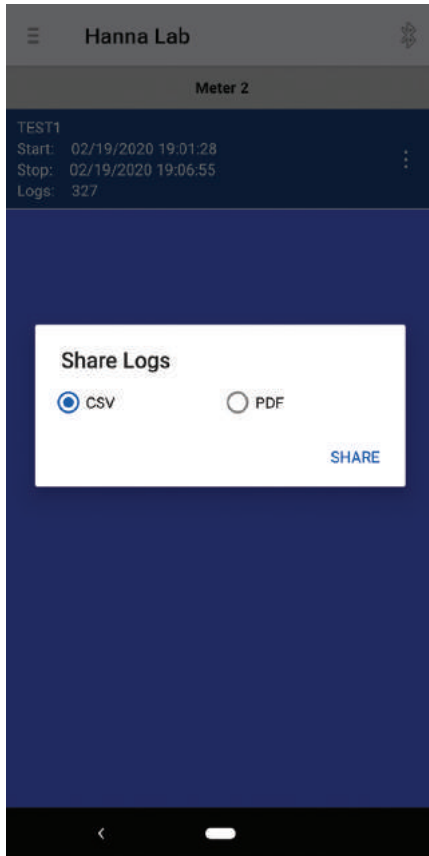 Hanna Lab
Meter 2
TEST1
Start: 02/19/2020 19:01:28
Stop: 02/19/2020 19:06:55
Logs: 327
Share Logs
CSV
PDF
SHARE